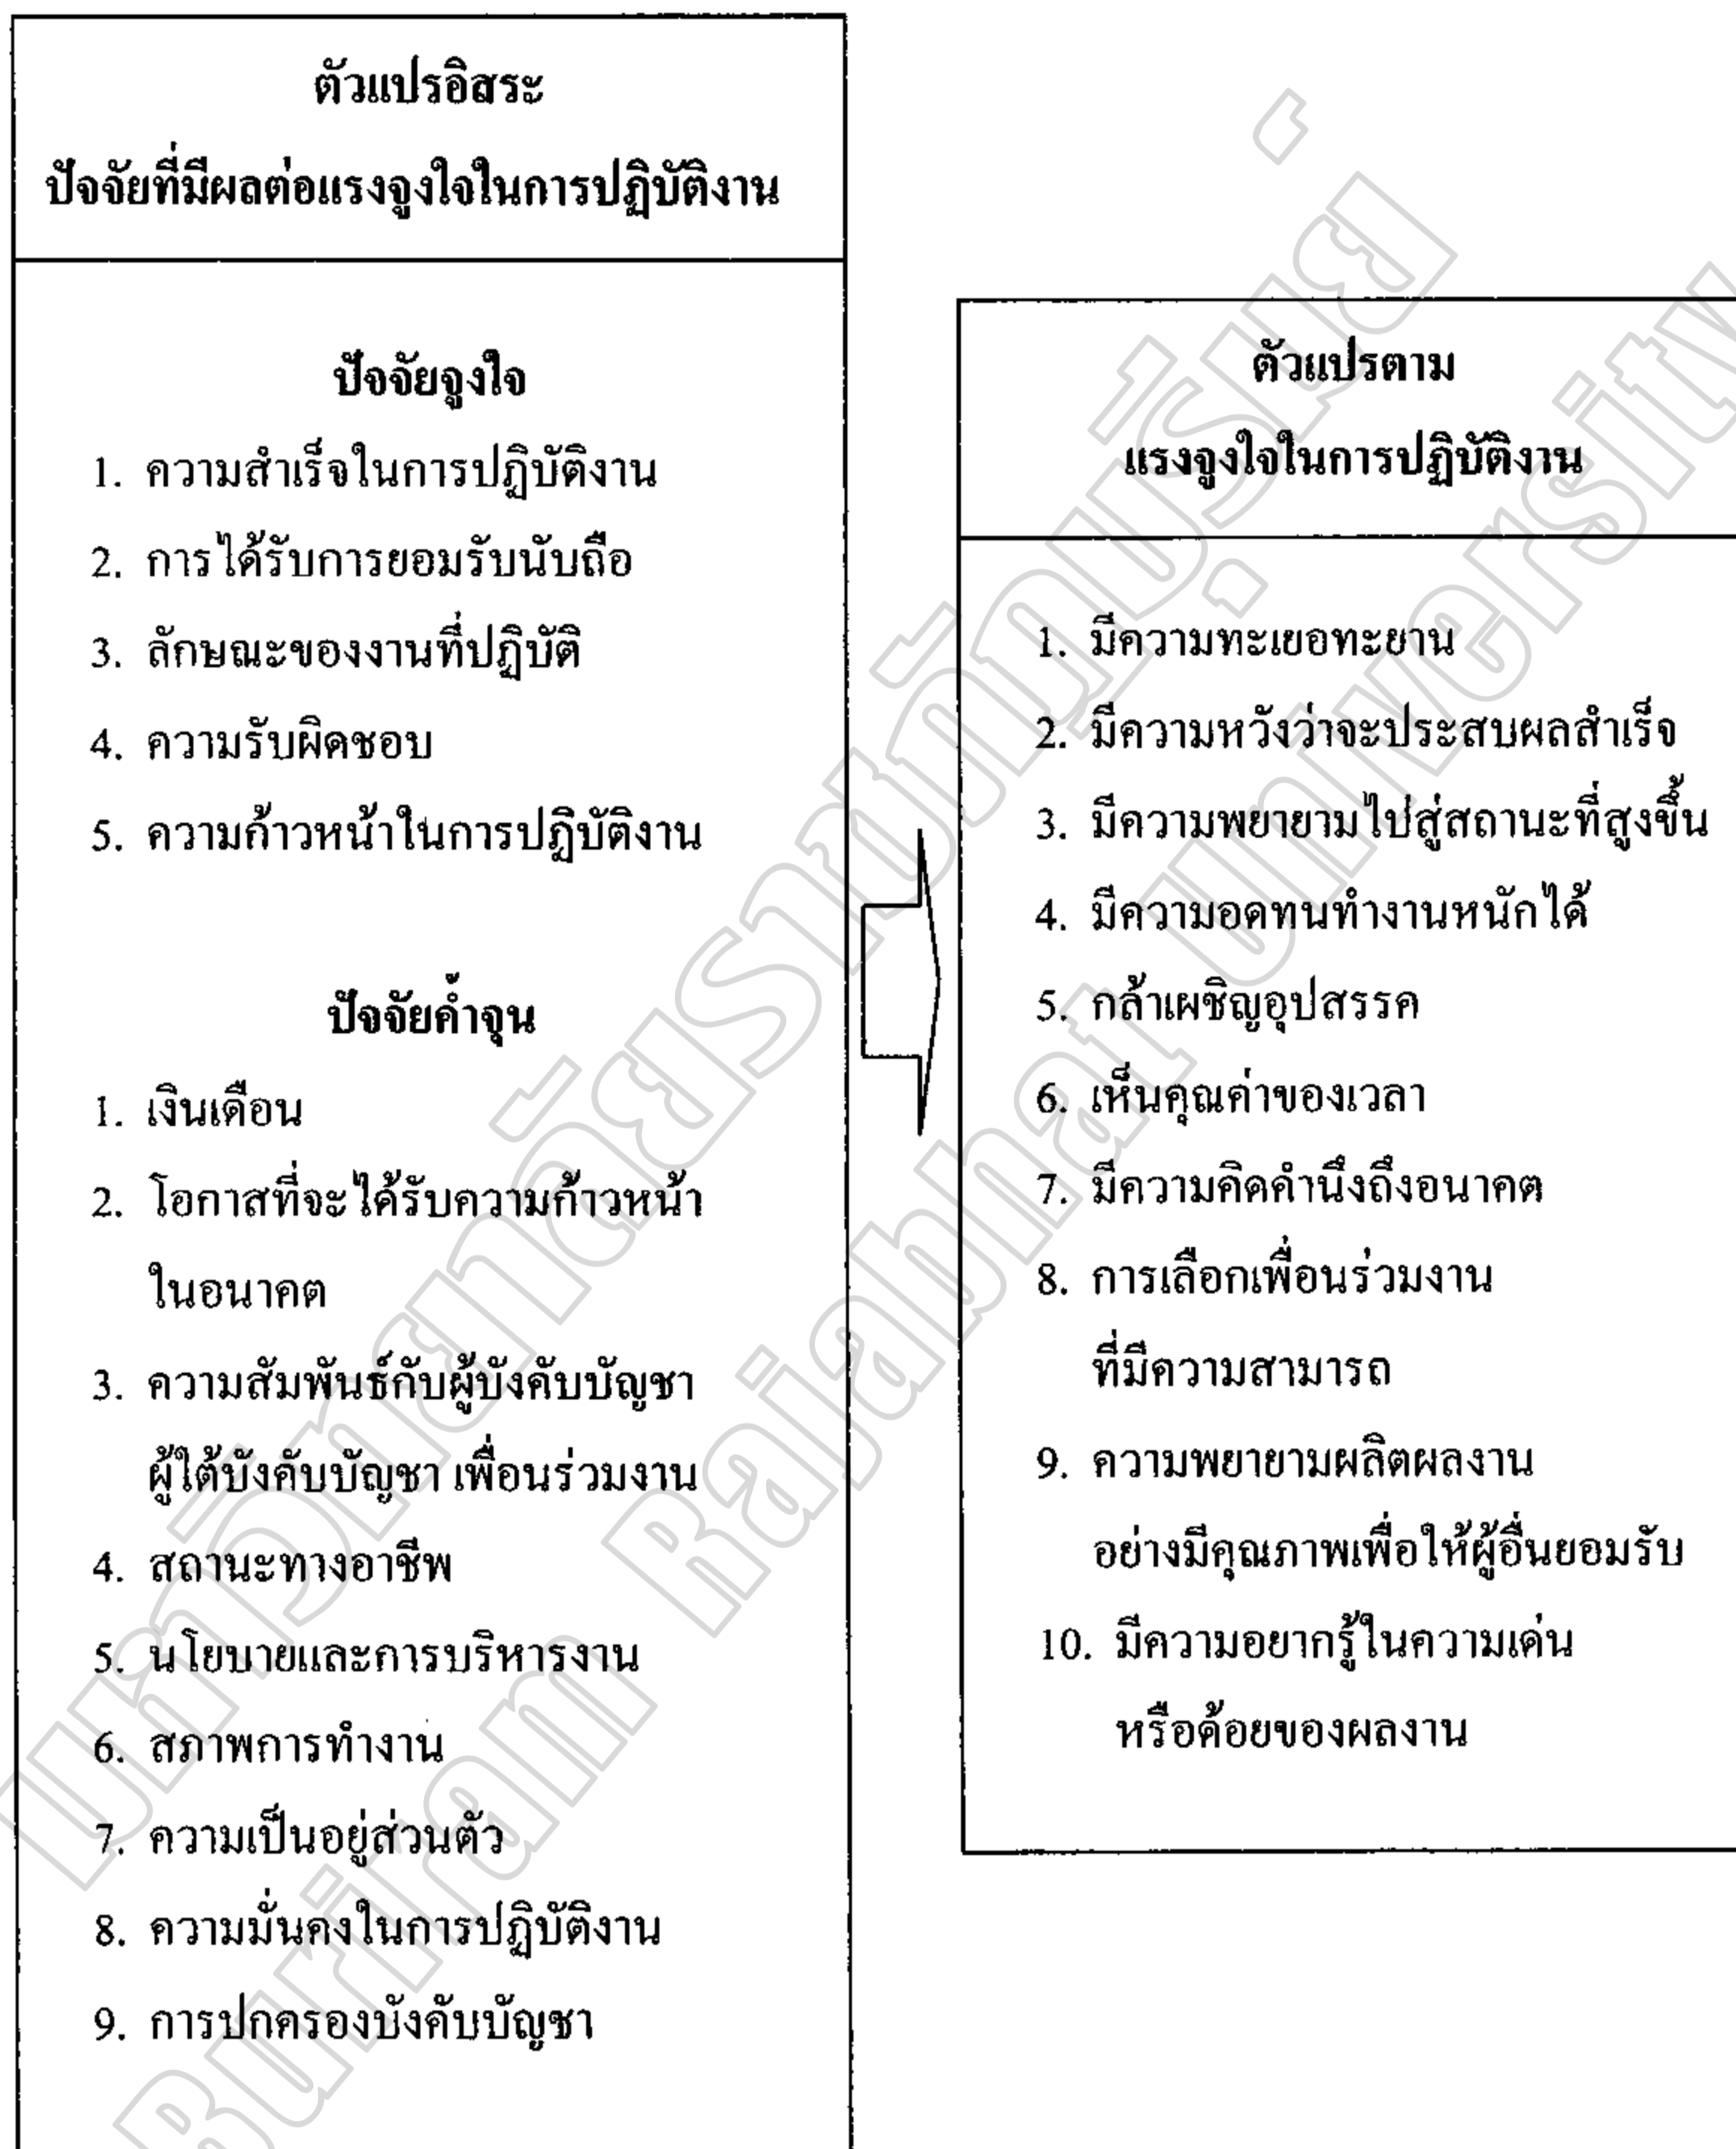 ตัวแปรอิสระ
ปัจจัยที่มีผลต่อแรงจูงใจในการปฏิบัติงาน
ปัจจัยจูงใจ
1. ความสำเร็จในการปฏิบัติงาน
2. การได้รับการยอมรับนับถือ
3. ลักษณะของงานที่ปฏิบัติ
4. ความรับผิดชอบ
5. ความก้าวหน้าในการปฏิบัติงาน
ปัจจัยค้ำจุน
1. เงินเดือน
2. โอกาสที่จะได้รับความก้าวหน้า
ในอนาคต
3. ความสัมพันธ์กับผู้บังคับบัญชา
ผู้ใต้บังคับบัญชา เพื่อนร่วมงาน
4. สถานะทางอาชีพ
5. นโยบายและการบริหารงาน
6. สภาพการทำงาน
7. ความเป็นอยู่ส่วนตัว
8. ความมั่นคงในการปฏิบัติงาน
9. การปกครองบังคับบัญชา
ตัวแปรตาม
แรงจูงใจในการปฏิบัติงาน
1. มีความทะเยอทะยาน
2. มีความหวังว่าจะประสบผลสำเร็จ
3. มีความพยายามไปสู่สถานะที่สูงขึ้น
4. มีความอดทนทำงานหนักได้
5. กล้าเผชิญอุปสรรค
6. เห็นคุณค่าของเวลา
7. มีความคิดคำนึงถึงอนาคต
8. การเลือกเพื่อนร่วมงาน
ที่มีความสามารถ
9. ความพยายามผลิตผลงาน
อย่างมีคุณภาพเพื่อให้ผู้อื่นยอมรับ
10. มีความอยากรู้ในความเด่น
หรือด้อยของผลงาน
มหาวิทยาลัยราชภัฏบุรีรัมย์
Buriram Rajabhat University